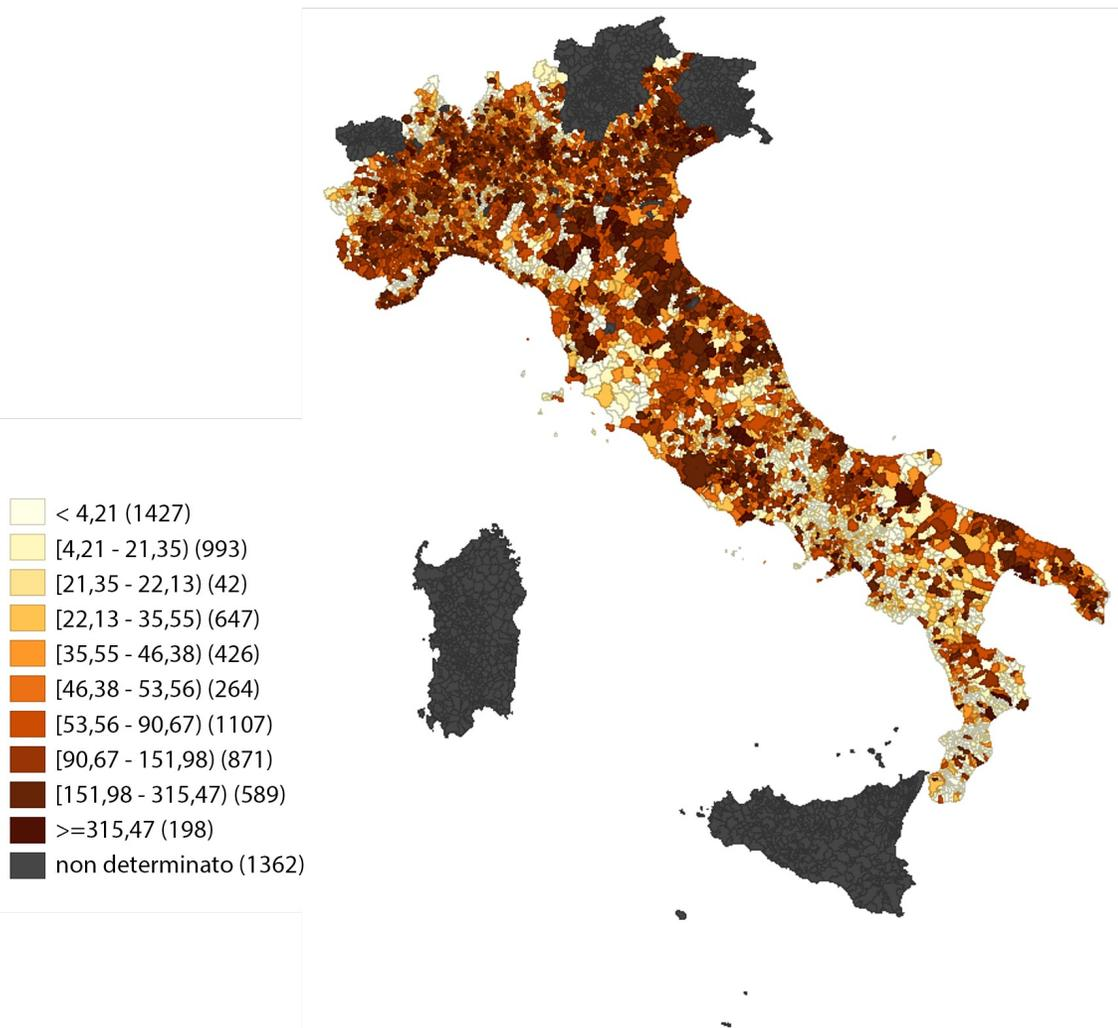 < 4,21 (1427)
[4,21 - 21,35) (993)
[21,35 - 22,13) (42)
[22,13 - 35,55) (647)
[35,55 - 46,38) (426)
[46,38 - 53,56) (264)
[53,56 - 90,67) (1107)
[90,67 - 151,98) (871)
[151,98 - 315,47) (589)
>=315,47 (198)
non determinato (1362)